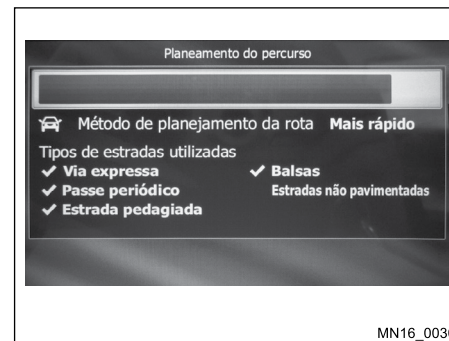 Planeamento do percurso
Método de planejamento da rota Mais rápido
Tipos de estradas utilizadas
✓ Via expressa ✓ Balsas
✓ Passe periódico Estradas não pavimentadas
✓ Estrada pedagiada